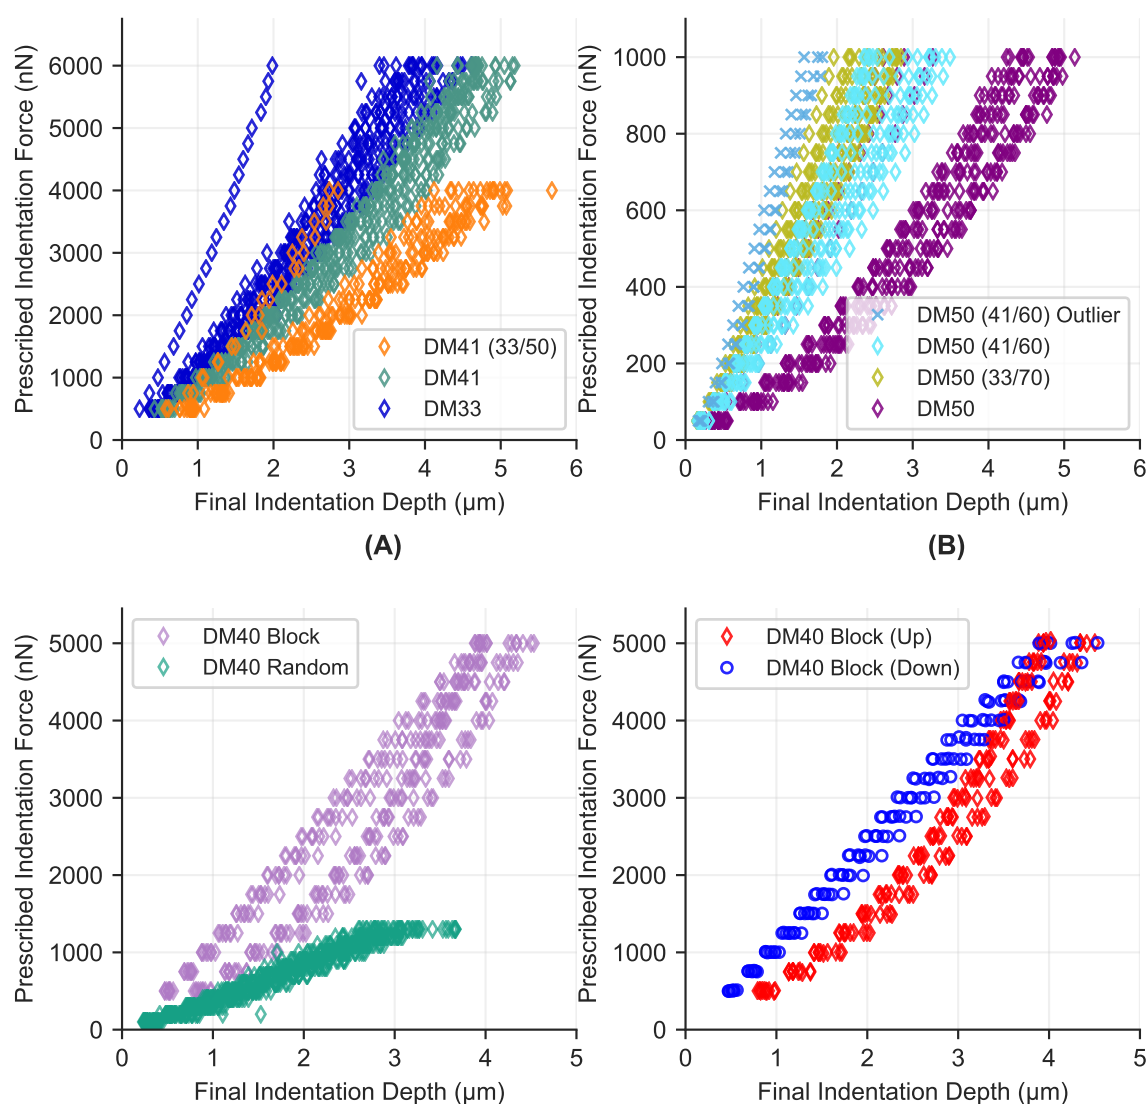 6000
5000
4000
3000
2000
1000
0
0 1 2 3 4 5 6
Prescribed Indentation Force (nN)
Final Indentation Depth (μm)
DM41 (33/50)
DM41
DM33
(A)
1000
800
600
400
200
0
0 1 2 3 4 5 6
Prescribed Indentation Force (nN)
Final Indentation Depth (μm)
DM50 (41/60) Outlier
DM50 (41/60)
DM50 (33/70)
DM50
(B)
DM40 Block
DM40 Random
5000
4000
3000
2000
1000
0
0 1 2 3 4 5
Prescribed Indentation Force (nN)
Final Indentation Depth (μm)
DM40 Block (Up)
DM40 Block (Down)
5000
4000
3000
2000
1000
0
0 1 2 3 4 5
Prescribed Indentation Force (nN)
Final Indentation Depth (μm)